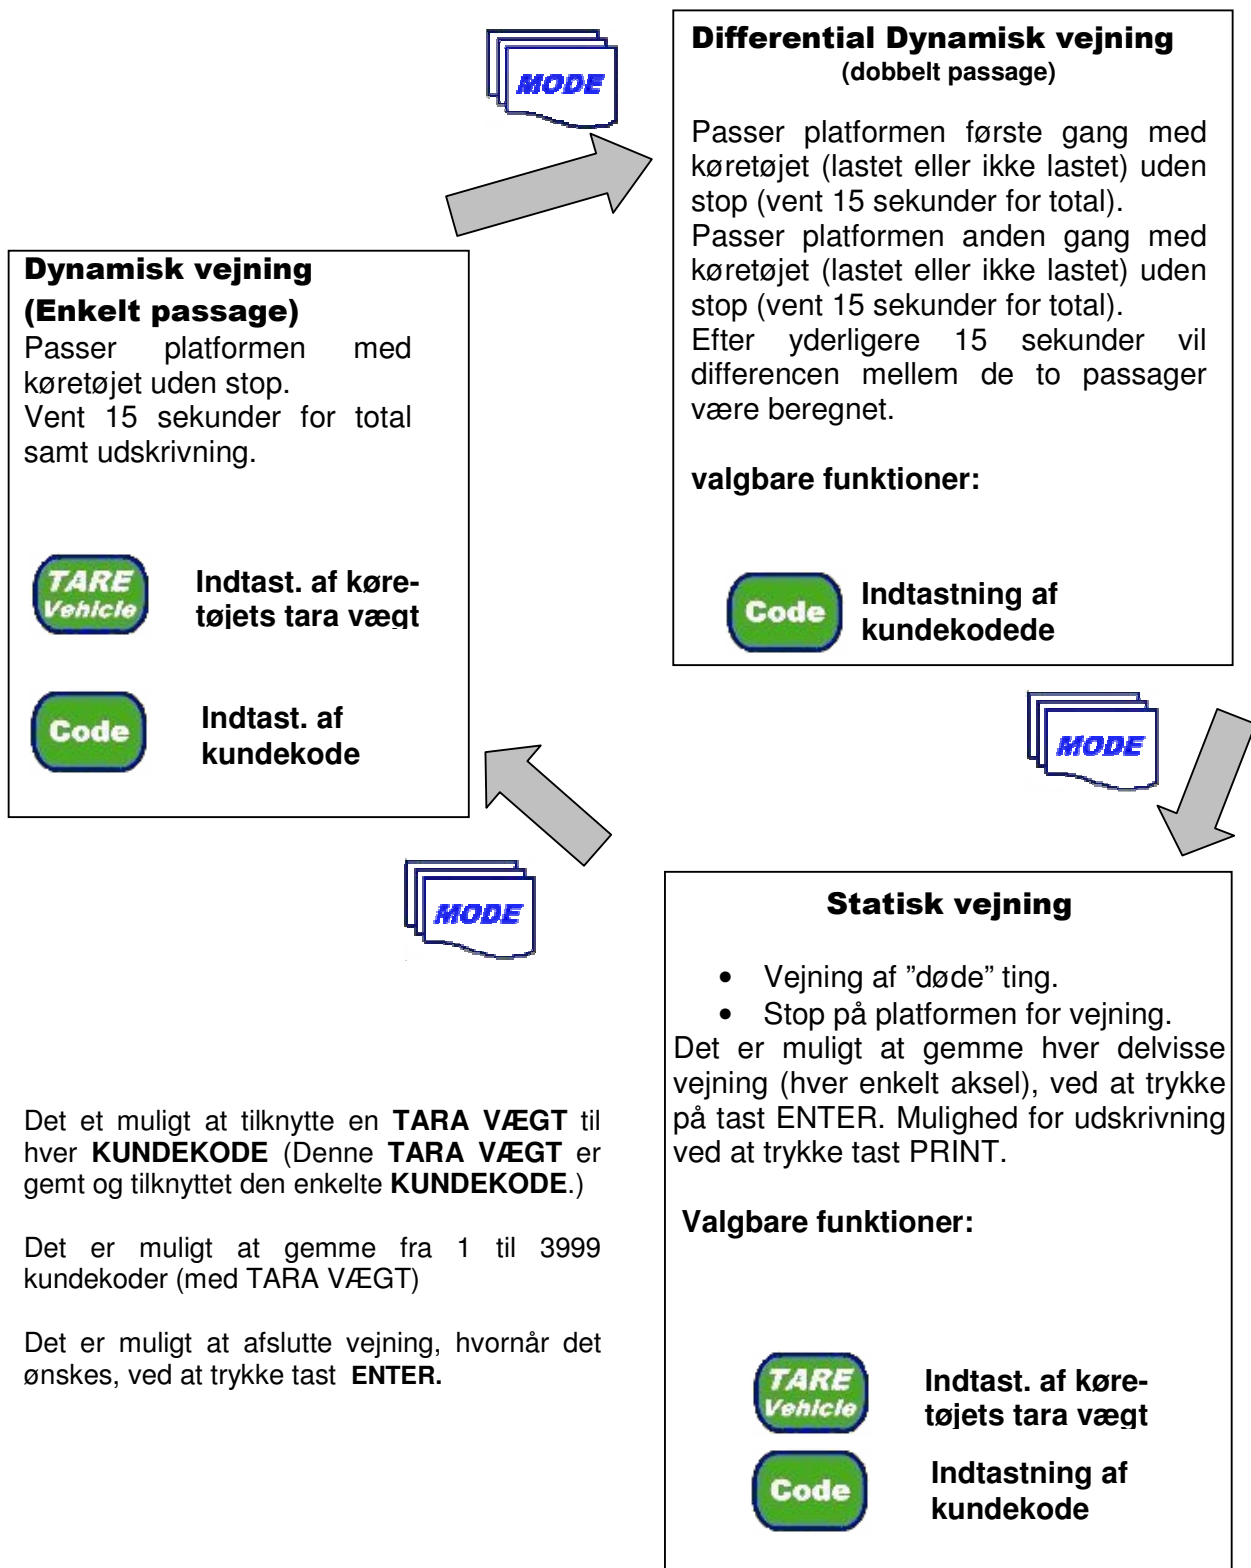 MODE
Differential Dynamisk vejning
(dobbelt passage)
Passer platformen første gang med
køretøjet (lastet eller ikke lastet) uden
stop (vent 15 sekunder for total).
Passer platformen anden gang med
køretøjet (lastet eller ikke lastet) uden
stop (vent 15 sekunder for total).
Efter yderligere 15 sekunder vil
differencen mellem de to passager
være beregnet.
valgbare funktioner:
Code
Indtastning af
kundekodede
Dynamisk vejning
(Enkelt passage)
Passer platformen med
køretøjet uden stop.
Vent 15 sekunder for total
samt udskrivning.
TARE
Vehicle
Indtast. af køre-
tøjets tara vægt
Code
Indtast. af
kundekode
MODE
MODE
Statisk vejning
• Vejning af ”døde” ting.
• Stop på platformen for vejning.
Det er muligt at gemme hver delvisse
vejning (hver enkelt aksel), ved at trykke
på tast ENTER. Mulighed for udskrivning
ved at trykke tast PRINT.
Valgbare funktioner:
TARE
Vehicle
Indtast. af køre-
tøjets tara vægt
Code
Indtastning af
kundekode
Det et muligt at tilknytte en TARA VÆGT til
hver KUNDEKODE (Denne TARA VÆGT er
gemt og tilknyttet den enkelte KUNDEKODE.)
Det er muligt at gemme fra 1 til 3999
kundekoder (med TARA VÆGT)
Det er muligt at afslutte vejning, hvornår det
ønskes, ved at trykke tast ENTER.